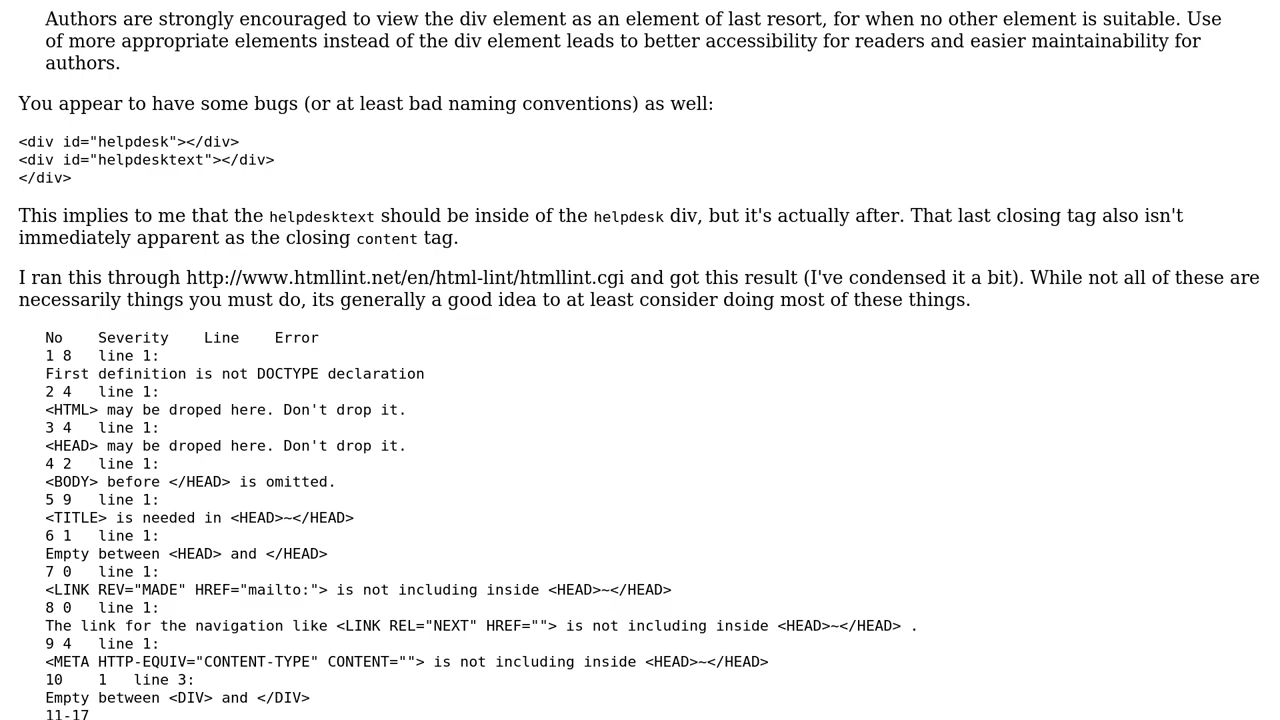 Authors are strongly encouraged to view the div element as an element of last resort, for when no other element is suitable. Use
of more appropriate elements instead of the div element leads to better accessibility for readers and easier maintainability for
authors.
You appear to have some bugs (or at least bad naming conventions) as well:
<div id="helpdesk"></div>
<div id="helpdesktext"></div>
</div>
This implies to me that the helpdesktext should be inside of the helpdesk div, but it's actually after. That last closing tag also isn't
immediately apparent as the closing content tag.
I ran this through http://www.htmllint.net/en/html-lint/htmllint.cgi and got this result (I've condensed it a bit). While not all of these are
necessarily things you must do, its generally a good idea to at least consider doing most of these things.
No    Severity    Line    Error
1 8   line 1:
First definition is not DOCTYPE declaration
2 4   line 1:
<HTML> may be droped here. Don't drop it.
3 4   line 1:
<HEAD> may be droped here. Don't drop it.
4 2   line 1:
<BODY> before </HEAD> is omitted.
5 9   line 1:
<TITLE> is needed in <HEAD>~</HEAD>
6 1   line 1:
Empty between <HEAD> and </HEAD>
7 0   line 1:
<LINK REV="MADE" HREF="mailto:"> is not including inside <HEAD>~</HEAD>
8 0   line 1:
The link for the navigation like <LINK REL="NEXT" HREF=""> is not including inside <HEAD>~</HEAD> .
9 4   line 1:
<META HTTP-EQUIV="CONTENT-TYPE" CONTENT=""> is not including inside <HEAD>~</HEAD>
10    1   line 3:
Empty between <DIV> and </DIV>
11-17